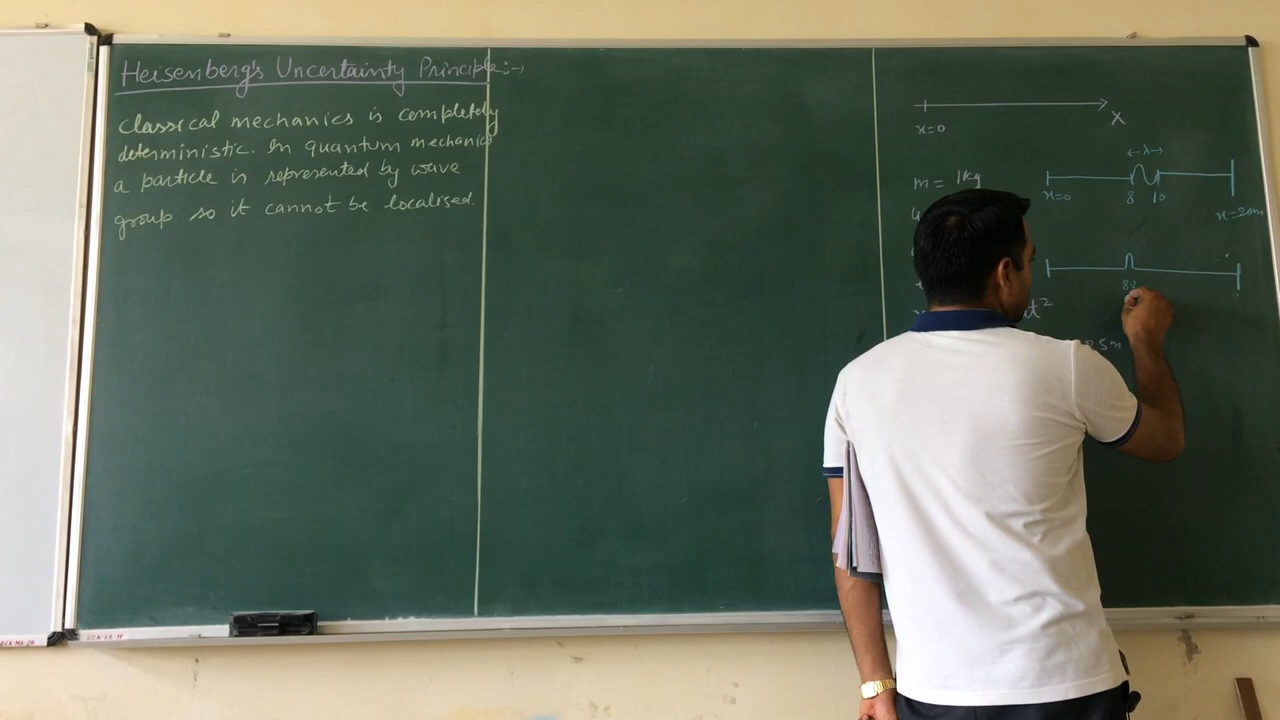 Heisenberg's Uncertainty Principle:→
Classical mechanics is completely
deterministic. In quantum mechanics
a particle is represented by wave
group so it cannot be localised.
x=0
X
m = 1kg
λ
x=0
8
10
x=20m